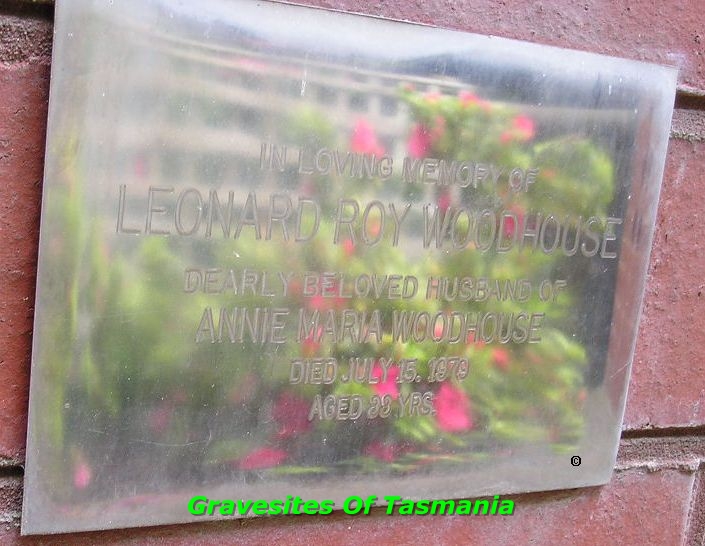 IN LOVING MEMORY OF
LEONARD ROY WOODHOUSE
DEARLY BELOVED HUSBAND OF
ANNIE MARIA WOODHOUSE
DIED JULY 15, 1979
AGED YRS.
©
Gravesites Of Tasmania